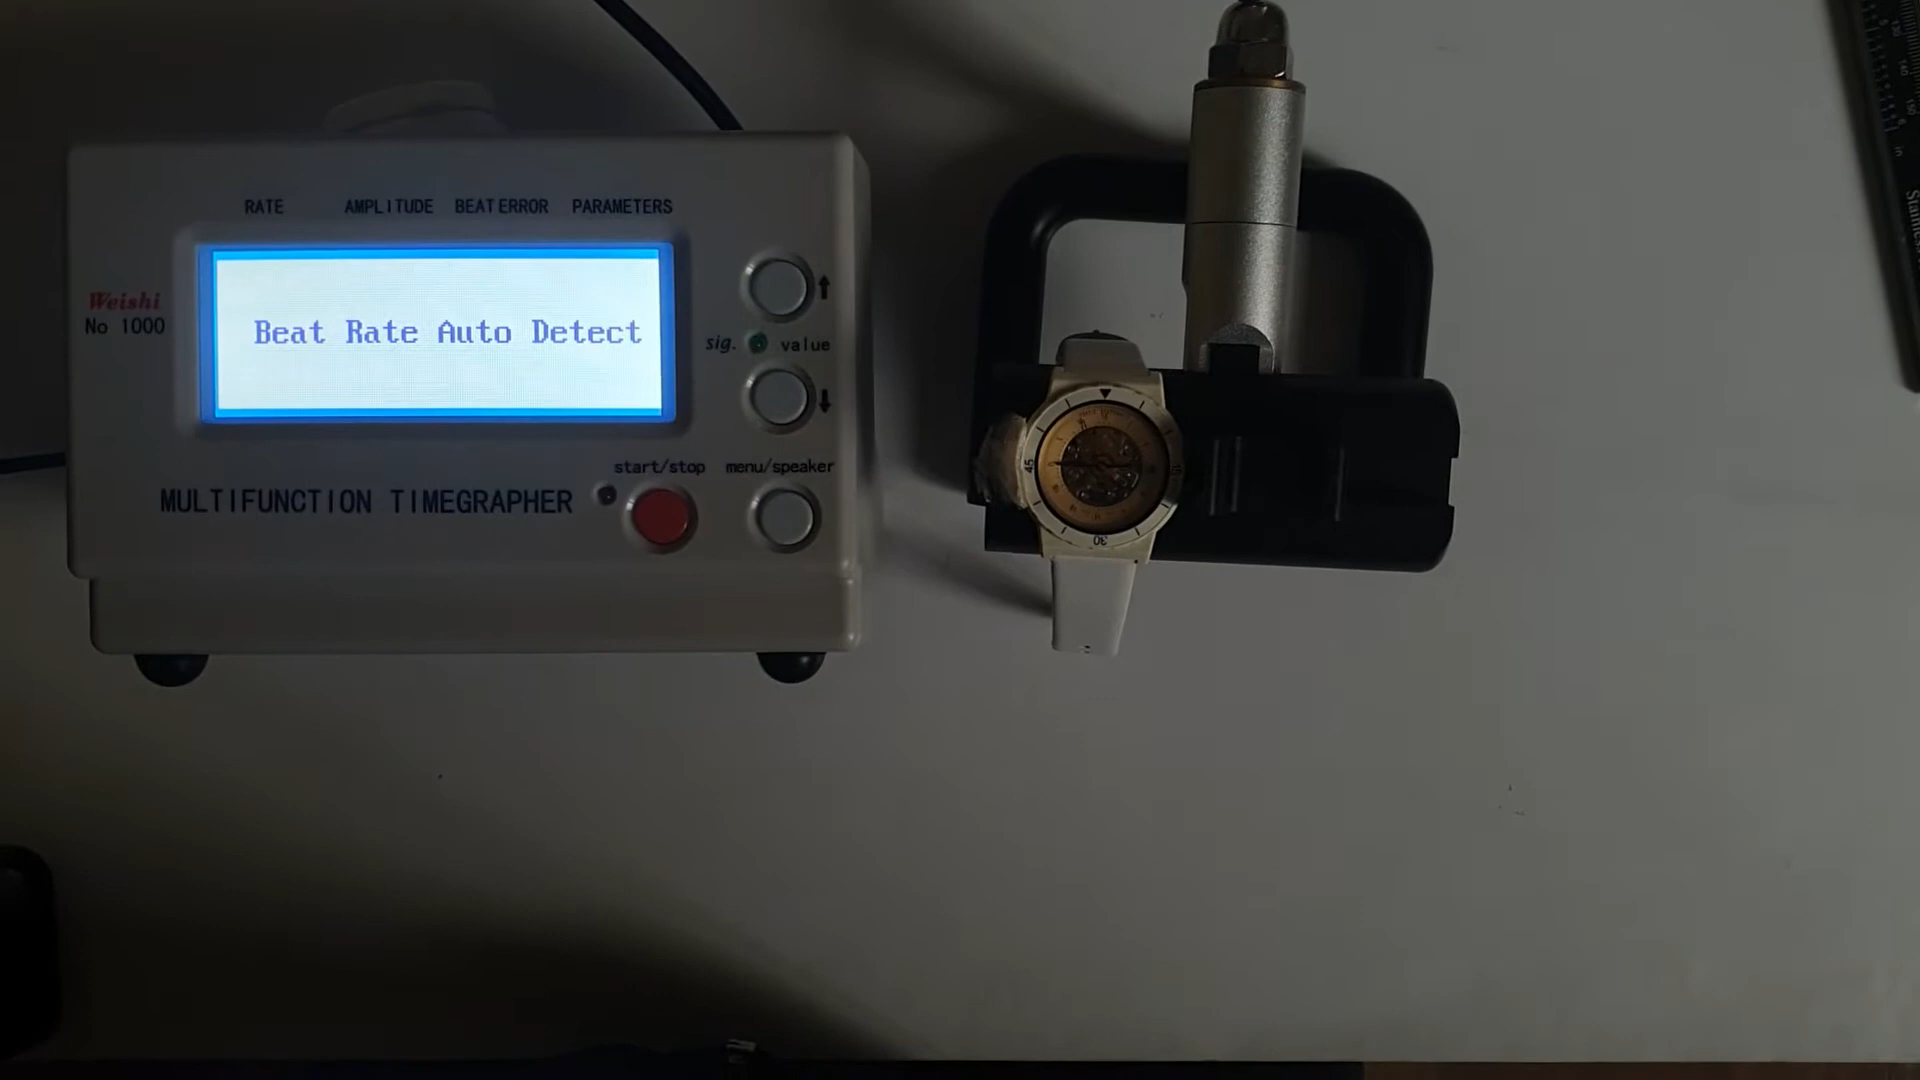 RATE AMPLITUDE BEAT ERROR PARAMETERS
Weishi
No 1000
Beat Rate Auto Detect
sig. value
start/stop menu/speaker
MULTIFUNCTION TIMEGRAPHER
45
30